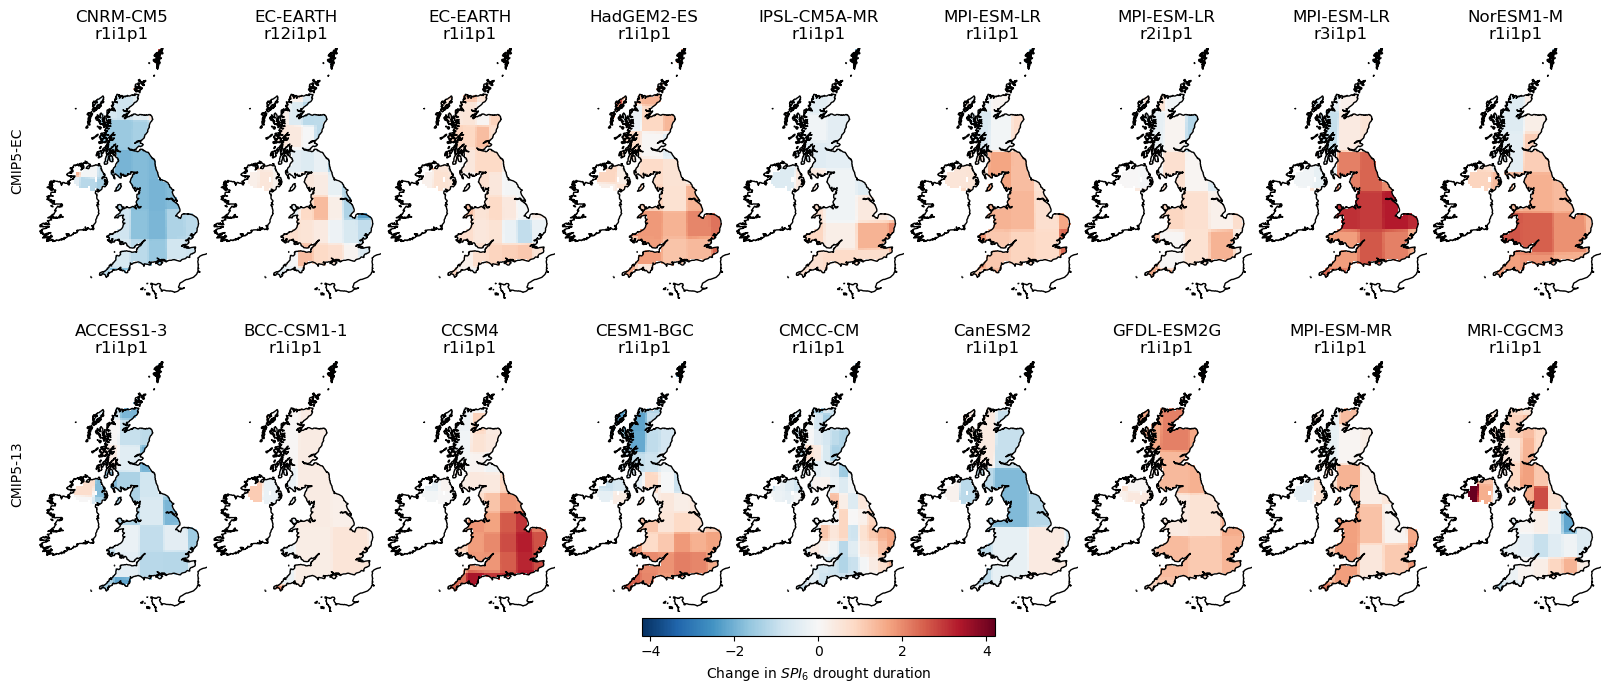 CNRM-CM5 EC-EARTH EC-EARTH HadGEM2-ES IPSL-CM5A-MR MPI-ESM-LR MPI-ESM-LR MPI-ESM-LR NorESM1-M
r1i1p1 r12i1p1 r1i1p1 r1i1p1 r1i1p1 r1i1p1 r2i1p1 r3i1p1 r1i1p1
CMIP5-EC
ACCESS1-3 BCC-CSM1-1 CCSM4 CESM1-BGC CMCC-CM CanESM2 GFDL-ESM2G MPI-ESM-MR MRI-CGCM3
r1i1p1 r1i1p1 r1i1p1 r1i1p1 r1i1p1 r1i1p1 r1i1p1 r1i1p1 r1i1p1
CMIP5-13
−4 −2 0 2 4
Change in SPI₆ drought duration